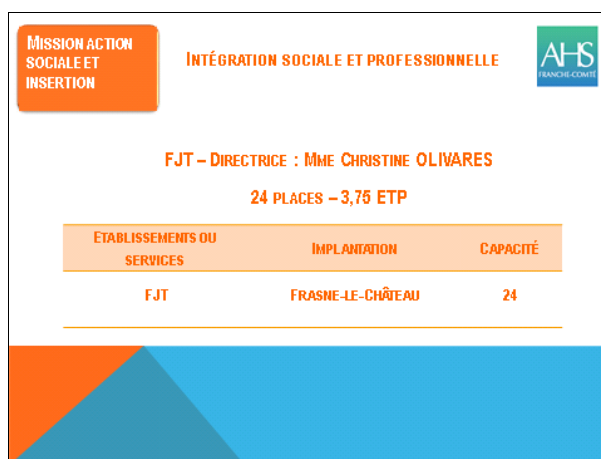 MISSION ACTION
SOCIALE ET
INSERTION
INTÉGRATION SOCIALE ET PROFESSIONNELLE
AHS
FRANCHE-COMTÉ
FJT – DIRECTRICE : MME CHRISTINE OLIVARES
24 PLACES – 3,75 ETP
ETABLISSEMENTS OU
SERVICES
IMPLANTATION
CAPACITÉ
FJT
FRASNE-LE-CHÂTEAU
24